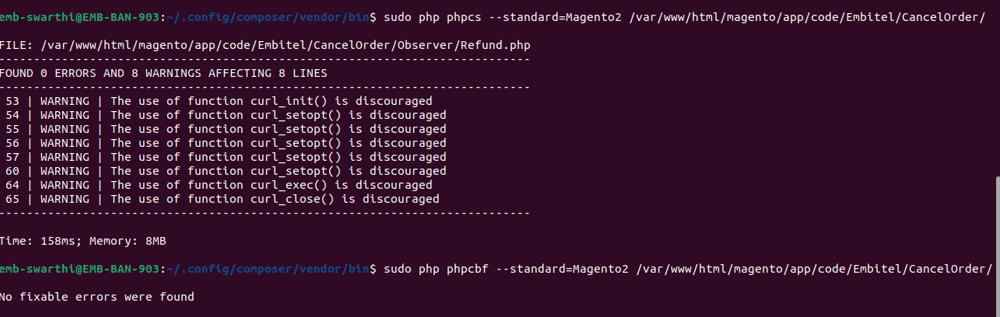 emb-swarthi@EMB-BAN-903:~/.config/composer/vendor/bin$ sudo php phpcs --standard=Magento2 /var/www/html/magento/app/code/Embitel/CancelOrder/
FILE: /var/www/html/magento/app/code/Embitel/CancelOrder/Observer/Refund.php
----------------------------------------------------------------------------
FOUND 0 ERRORS AND 8 WARNINGS AFFECTING 8 LINES
----------------------------------------------------------------------------
53 | WARNING | The use of function curl_init() is discouraged
54 | WARNING | The use of function curl_setopt() is discouraged
55 | WARNING | The use of function curl_setopt() is discouraged
56 | WARNING | The use of function curl_setopt() is discouraged
57 | WARNING | The use of function curl_setopt() is discouraged
60 | WARNING | The use of function curl_setopt() is discouraged
64 | WARNING | The use of function curl_exec() is discouraged
65 | WARNING | The use of function curl_close() is discouraged
----------------------------------------------------------------------------
Time: 158ms; Memory: 8MB
emb-swarthi@EMB-BAN-903:~/.config/composer/vendor/bin$ sudo php phpcbf --standard=Magento2 /var/www/html/magento/app/code/Embitel/CancelOrder/
No fixable errors were found